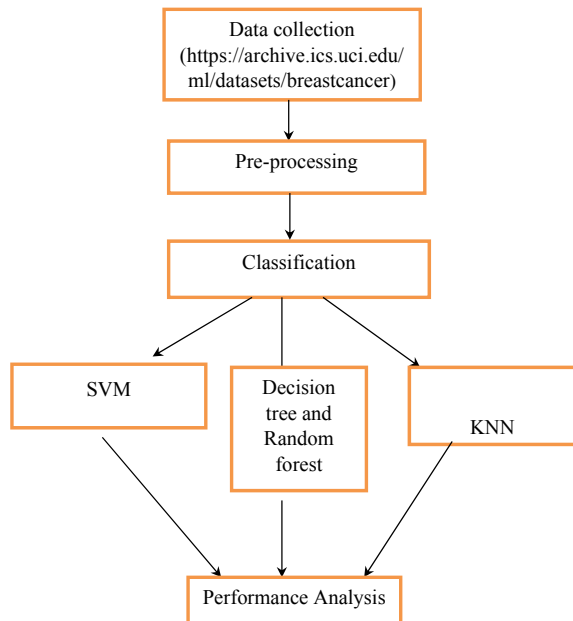 Data collection
(https://archive.ics.uci.edu/
ml/datasets/breastcancer)
Pre-processing
Classification
SVM
Decision
tree and
Random
forest
KNN
Performance Analysis